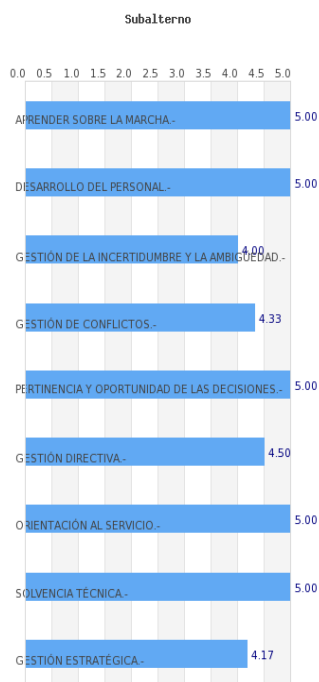 Subalterno
0.0 0.5 1.0 1.5 2.0 2.5 3.0 3.5 4.0 4.5 5.0
APRENDER SOBRE LA MARCHA.- 5.00
DESARROLLO DEL PERSONAL.- 5.00
GESTIÓN DE LA INCERTIDUMBRE Y LA AMBIGUEDAD.- 4.00
GESTIÓN DE CONFLICTOS.- 4.33
PERTINENCIA Y OPORTUNIDAD DE LAS DECISIONES.- 5.00
GESTIÓN DIRECTIVA.- 4.50
ORIENTACIÓN AL SERVICIO.- 5.00
SOLVENCIA TÉCNICA.- 5.00
GESTIÓN ESTRATÉGICA.- 4.17